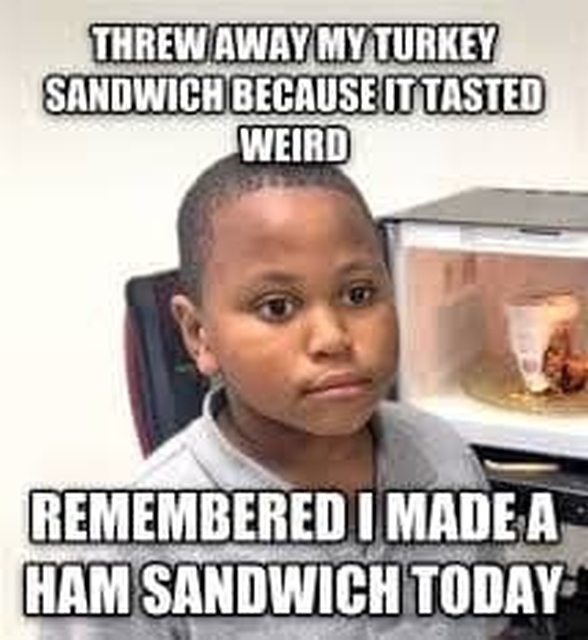 THREW AWAY MY TURKEY
SANDWICH BECAUSE IT TASTED
WEIRD
REMEMBERED I MADE A
HAM SANDWICH TODAY